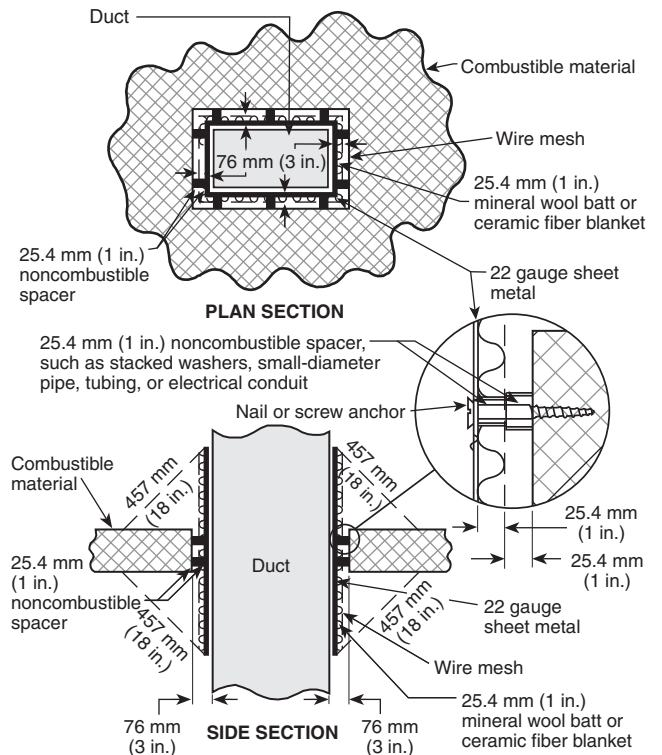 Duct
Combustible material
76 mm (3 in.)
Wire mesh
25.4 mm (1 in.)
mineral wool batt or
ceramic fiber blanket
25.4 mm (1 in.)
noncombustible
spacer
22 gauge sheet
metal
PLAN SECTION
25.4 mm (1 in.) noncombustible spacer,
such as stacked washers, small-diameter
pipe, tubing, or electrical conduit
Nail or screw anchor
Combustible
material
457 mm
(18 in.)
457 mm
(18 in.)
25.4 mm
(1 in.)
25.4 mm
(1 in.)
25.4 mm
(1 in.)
noncombustible
spacer
Duct
457 mm
(18 in.)
457 mm
(18 in.)
22 gauge
sheet metal
Wire mesh
25.4 mm (1 in.)
mineral wool batt or
ceramic fiber blanket
76 mm
(3 in.)
SIDE SECTION
76 mm
(3 in.)